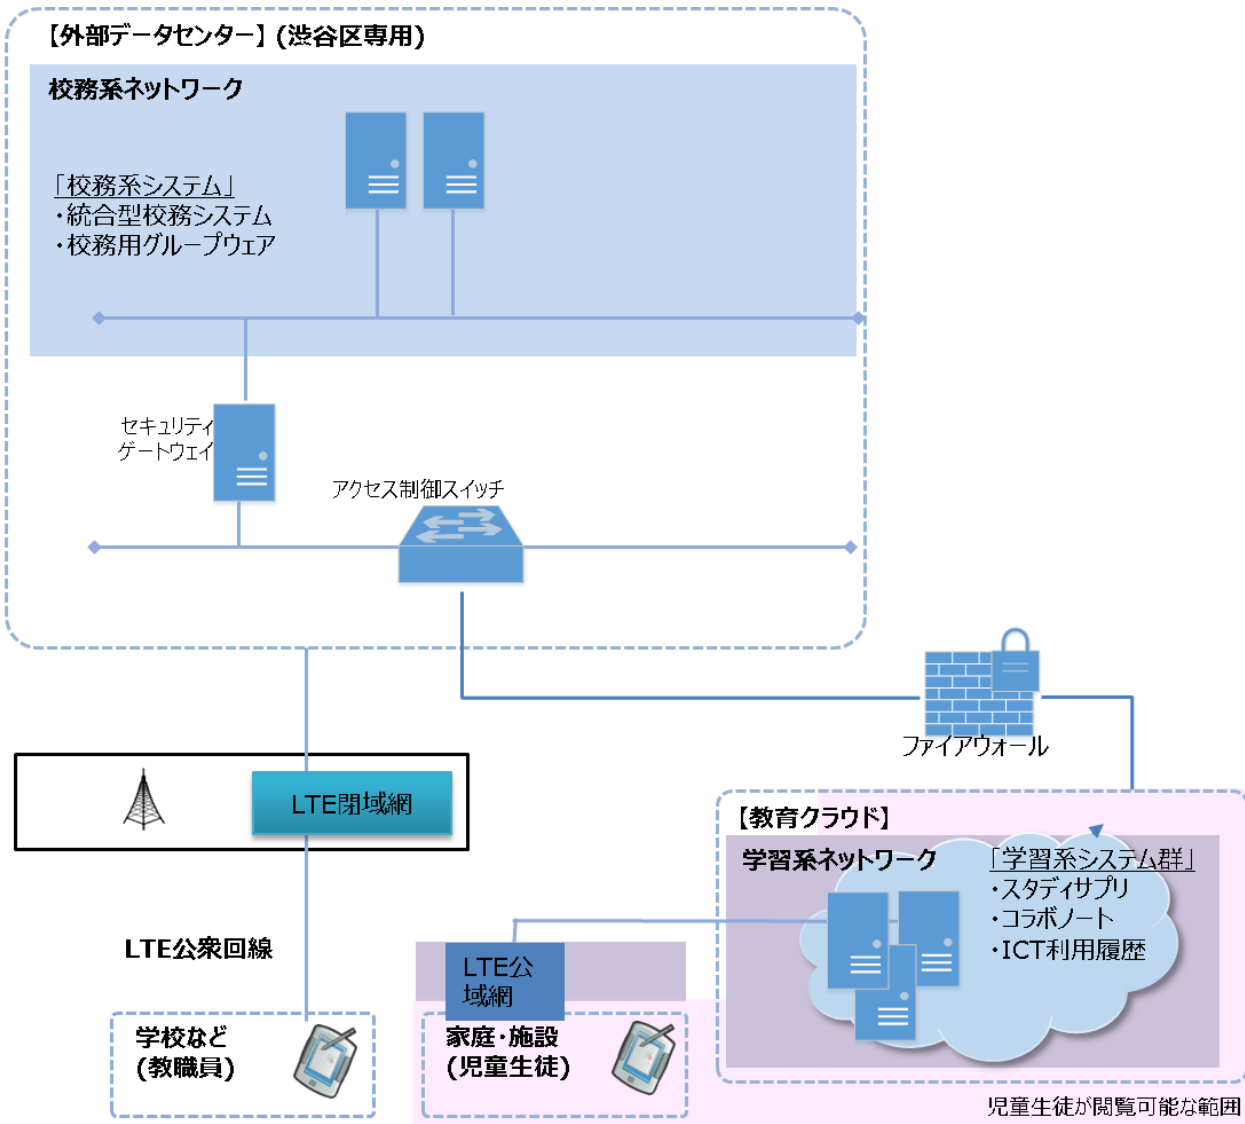 【外部データセンター】(渋谷区専用)
校務系ネットワーク
「校務系システム」
・統合型校務システム
・校務用グループウェア
セキュリティ
ゲートウェイ
アクセス制御スイッチ
ファイアウォール
LTE閉域網
【教育クラウド】
学習系ネットワーク
「学習系システム群」
・スタディサプリ
・コラボノート
・ICT利用履歴
LTE公衆回線
LTE公
域網
学校など
(教職員)
家庭・施設
(児童生徒)
児童生徒が閲覧可能な範囲